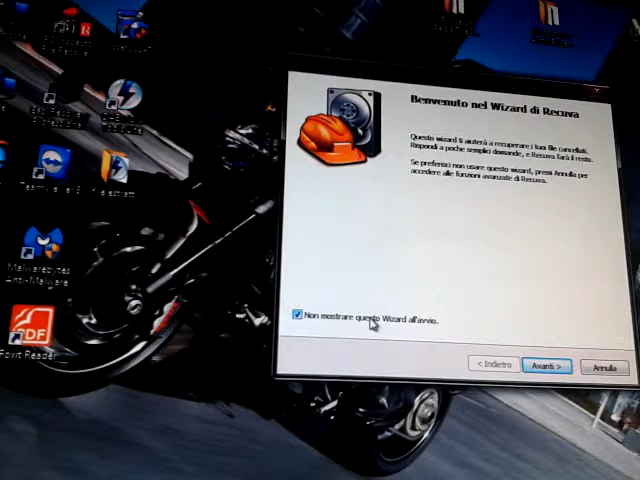 Benvenuto nel Wizard di Recuva
Questo wizard ti aiuterà a recuperare i tuoi file cancellati.
Rispondi a poche semplici domande, e Recuva farà il resto.
Se preferisci non usare questo wizard, premi Annulla per
accedere alle funzioni avanzate di Recuva.
Non mostrare questo Wizard all'avvio.
< Indietro
Avanti >
Annulla
Malwarebytes
Anti-Malware
PDF
Foxit Reader